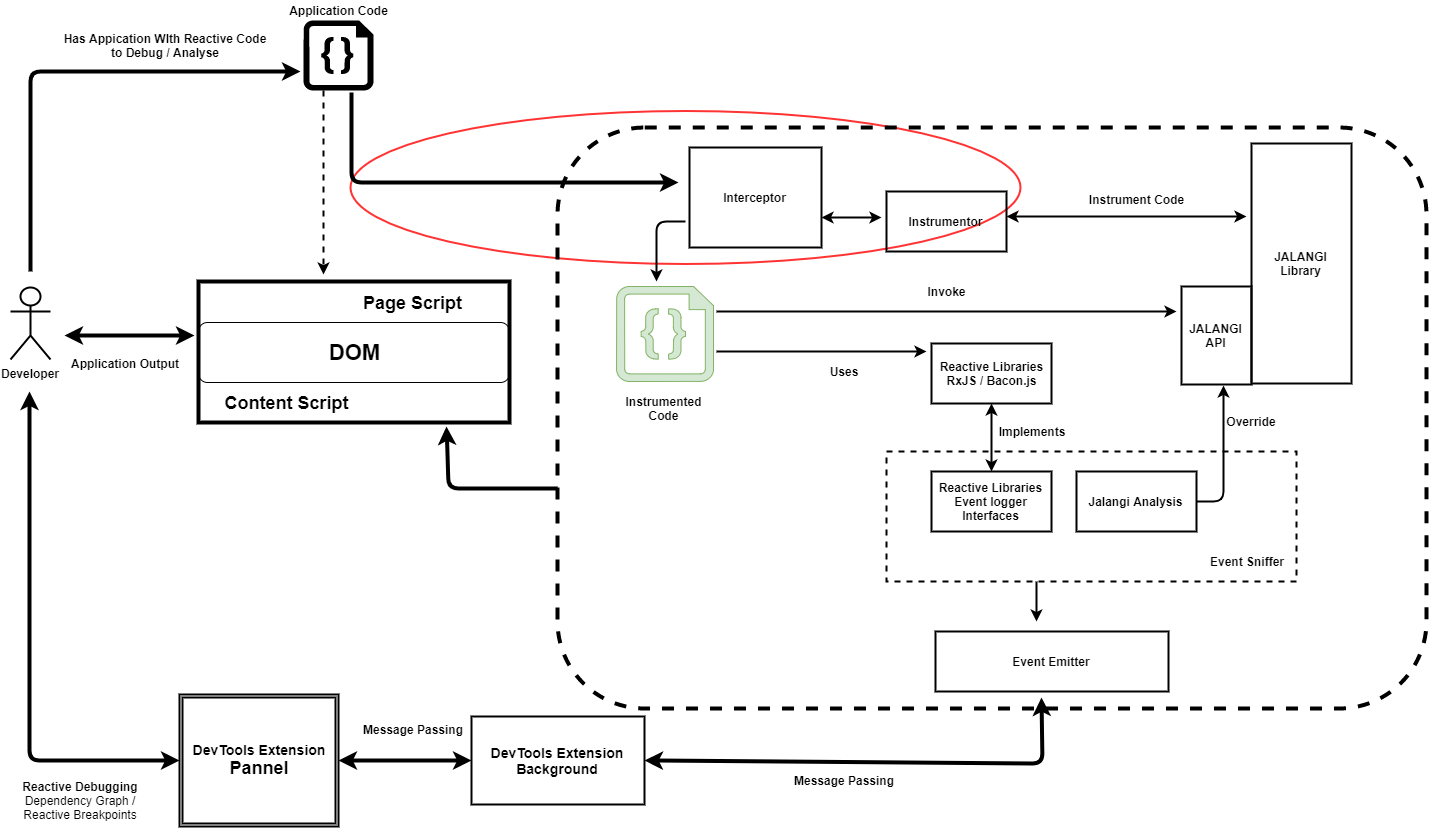 Application Code
Has Appication WIth Reactive Code
to Debug / Analyse
{ }
Interceptor
Instrumentor
Instrument Code
JALANGI
Library
Page Script
DOM
Content Script
Developer
Application Output
{ }
Instrumented
Code
Invoke
JALANGI
API
Uses
Reactive Libraries
RxJS / Bacon.js
Implements
Override
Reactive Libraries
Event logger
Interfaces
Jalangi Analysis
Event Sniffer
Event Emitter
DevTools Extension
Pannel
Message Passing
DevTools Extension
Background
Message Passing
Reactive Debugging
Dependency Graph /
Reactive Breakpoints